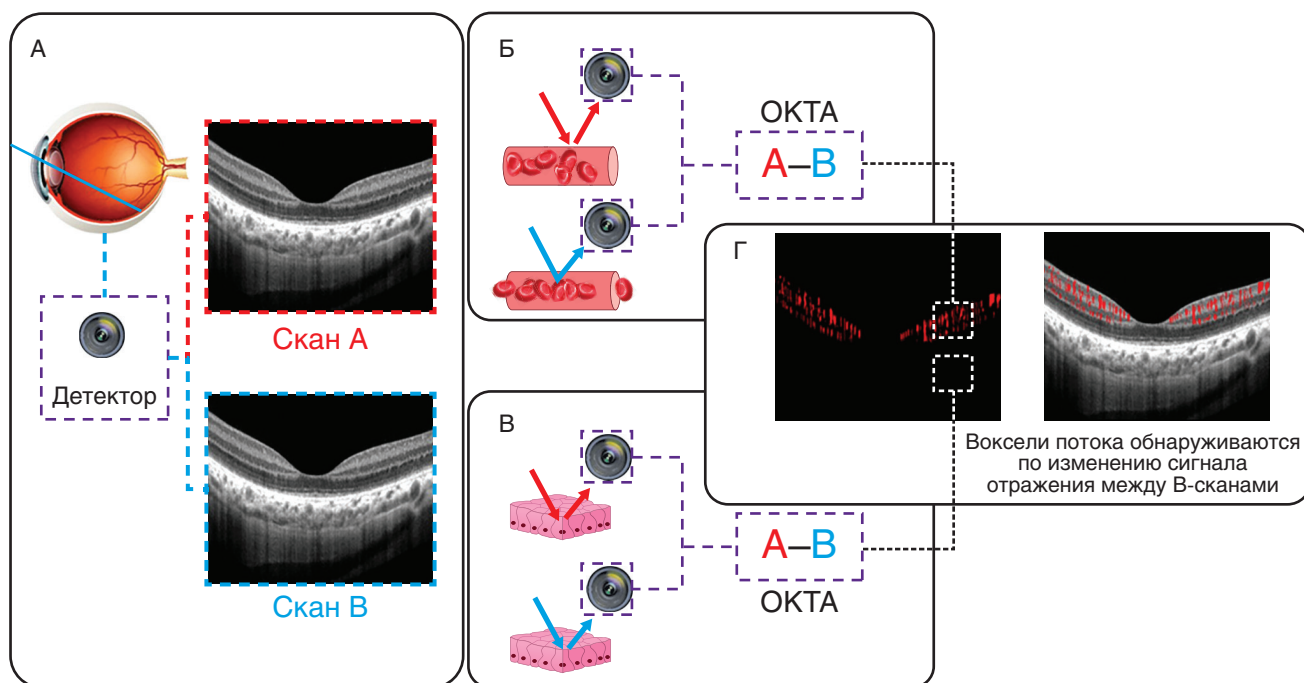 А
Детектор
Скан А
Скан В
Б
ОКТА
А–В
В
А–В
ОКТА
Г
Воксели потока обнаруживаются
по изменению сигнала
отражения между В-сканами